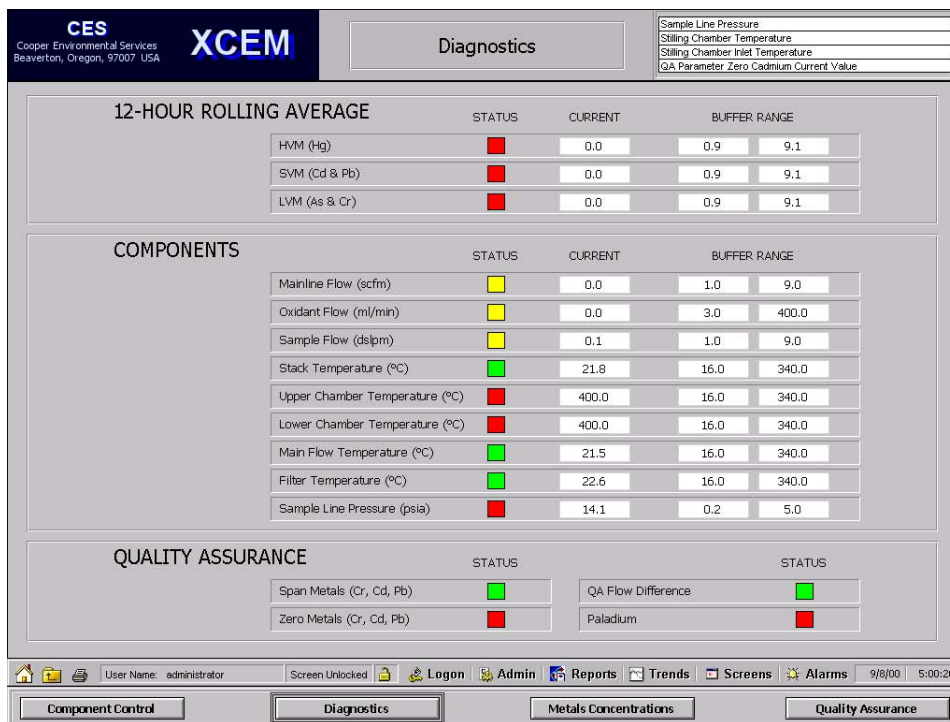 CES
Cooper Environmental Services
Beaverton, Oregon, 97007 USA
XCEM
Diagnostics
Sample Line Pressure
Stilling Chamber Temperature
Stilling Chamber Inlet Temperature
QA Parameter Zero Cadmium Current Value
12-HOUR ROLLING AVERAGE STATUS CURRENT BUFFER RANGE
HVM (Hg) 0.0 0.9 9.1
SVM (Cd & Pb) 0.0 0.9 9.1
LVM (As & Cr) 0.0 0.9 9.1
COMPONENTS STATUS CURRENT BUFFER RANGE
Mainline Flow (scfm) 0.0 1.0 9.0
Oxidant Flow (ml/min) 0.0 3.0 400.0
Sample Flow (dslpm) 0.1 1.0 9.0
Stack Temperature (ºC) 21.8 16.0 340.0
Upper Chamber Temperature (ºC) 400.0 16.0 340.0
Lower Chamber Temperature (ºC) 400.0 16.0 340.0
Main Flow Temperature (ºC) 21.5 16.0 340.0
Filter Temperature (ºC) 22.6 16.0 340.0
Sample Line Pressure (psia) 14.1 0.2 5.0
QUALITY ASSURANCE STATUS STATUS
Span Metals (Cr, Cd, Pb) QA Flow Difference
Zero Metals (Cr, Cd, Pb) Paladium
User Name: administrator Screen Unlocked Logon Admin Reports Trends Screens Alarms 9/8/00 5:00:20
Component Control Diagnostics Metals Concentrations Quality Assurance